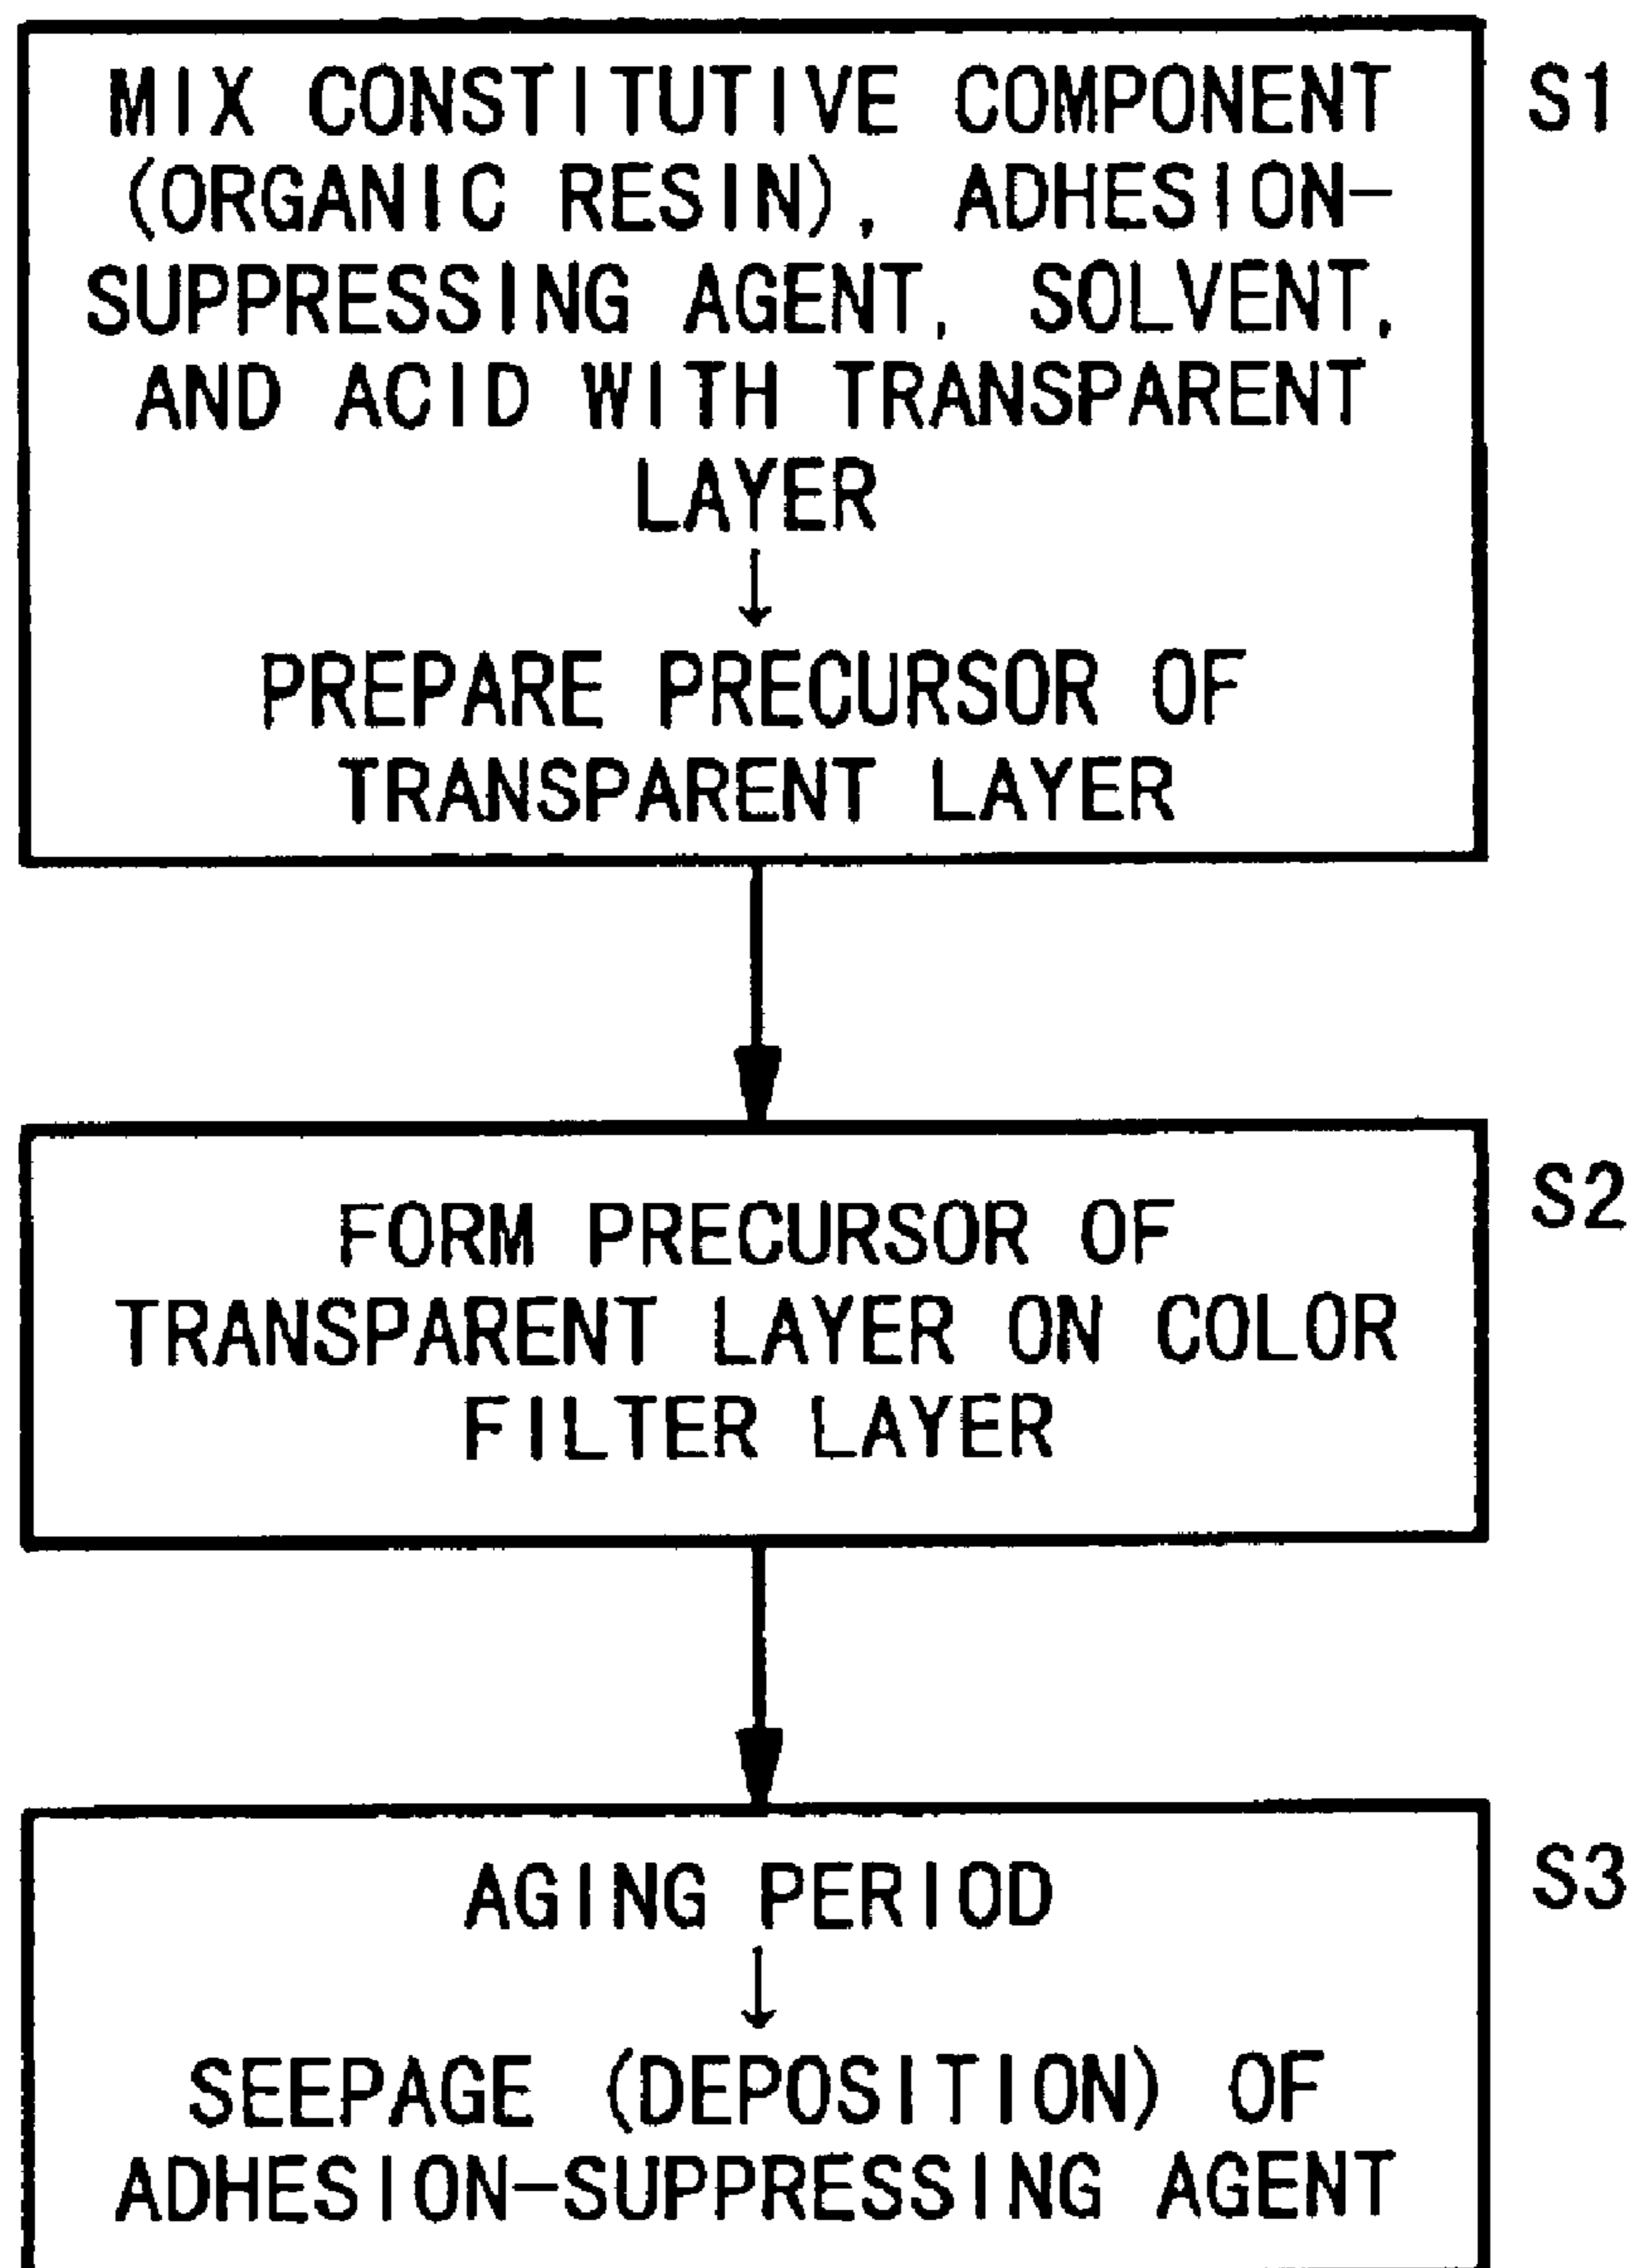 MIX CONSTITUTIVE COMPONENT
(ORGANIC RESIN), ADHESION-
SUPPRESSING AGENT, SOLVENT,
AND ACID WITH TRANSPARENT
LAYER
↓
PREPARE PRECURSOR OF
TRANSPARENT LAYER
S1
FORM PRECURSOR OF
TRANSPARENT LAYER ON COLOR
FILTER LAYER
S2
AGING PERIOD
↓
SEEPAGE (DEPOSITION) OF
ADHESION-SUPPRESSING AGENT
S3